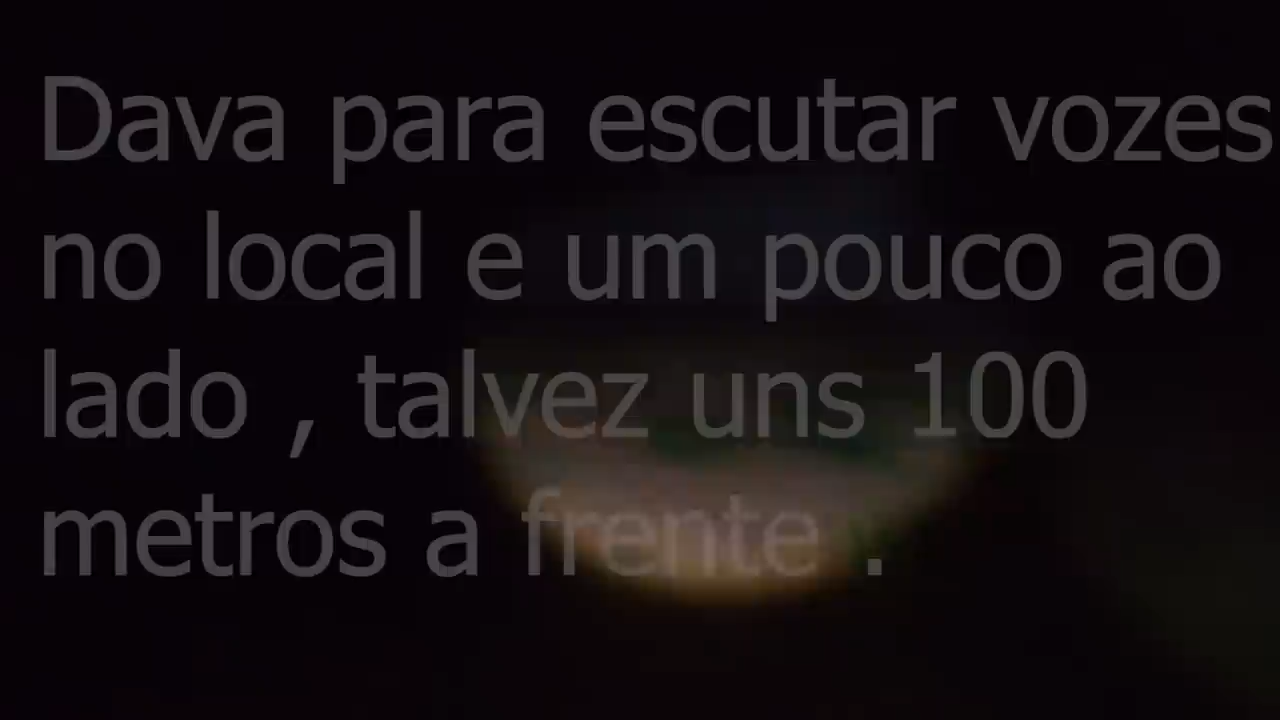 Dava para escutar vozes
no local e um pouco ao
lado , talvez uns 100
metros a frente .